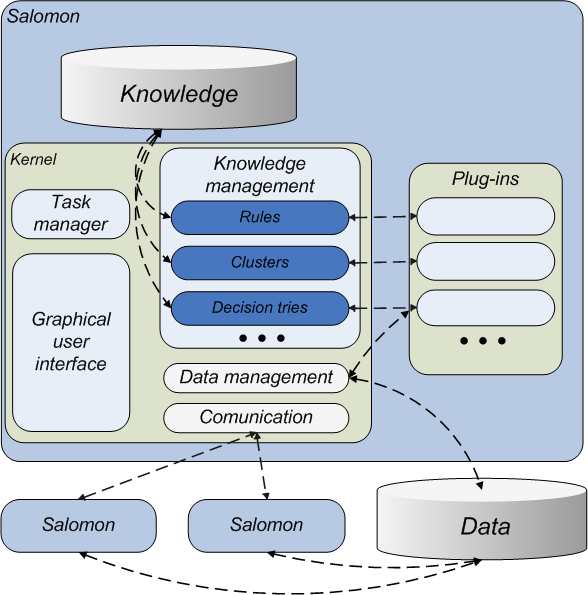 Salomon
Knowledge
Kernel
Task
manager
Graphical
user
interface
Knowledge
management
Rules
Clusters
Decision tries
Data management
Comunication
Plug-ins
Salomon
Salomon
Data